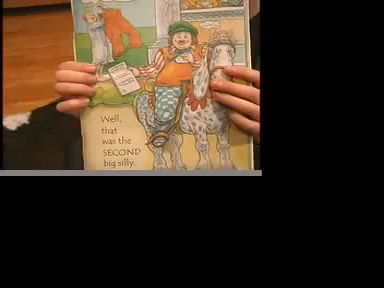 Well,
that
was the
SECOND
big silly.